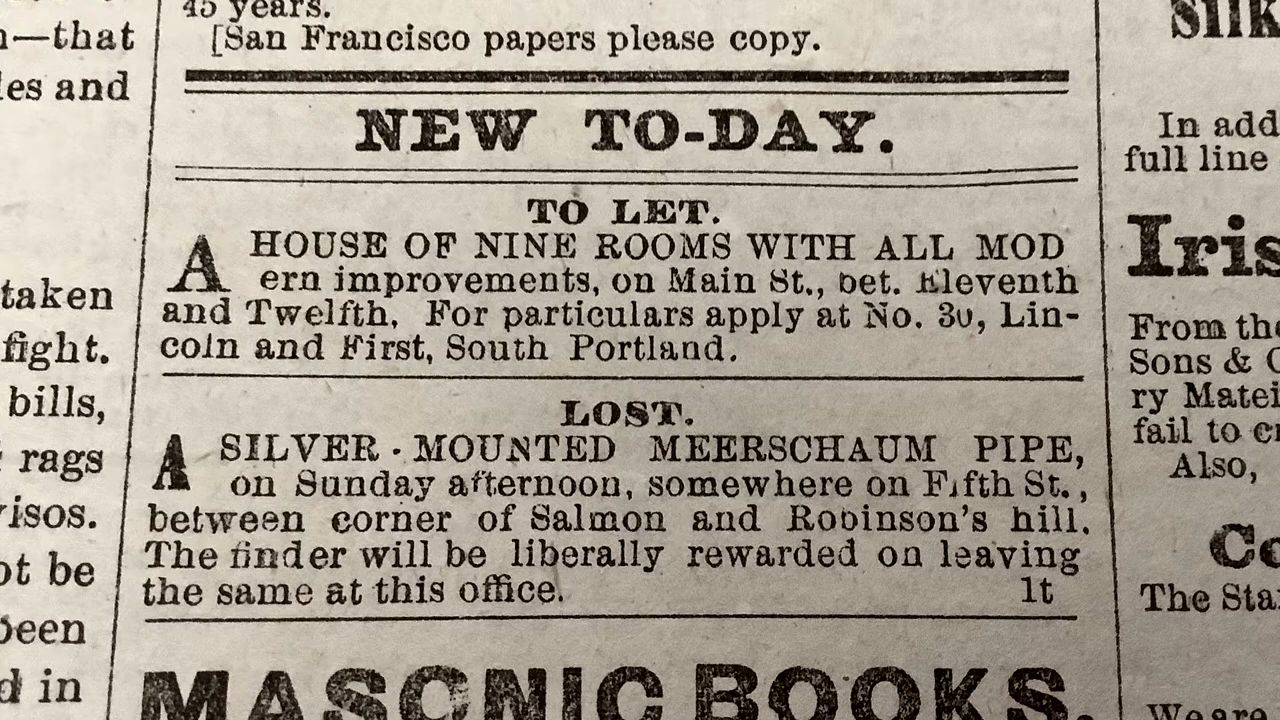 45 years.
[San Francisco papers please copy.
NEW TO-DAY.
TO LET.
A HOUSE OF NINE ROOMS WITH ALL MOD
ern improvements, on Main St., bet. Eleventh
and Twelfth. For particulars apply at No. 30, Lin-
coln and First, South Portland.
LOST.
A SILVER-MOUNTED MEERSCHAUM PIPE,
on Sunday afternoon, somewhere on Fifth St.,
between corner of Salmon and Robinson's hill.
The finder will be liberally rewarded on leaving
the same at this office. 1t
MASONIC BOOKS.
—that
and
taken
fight.
bills,
rags
be
been
in
In add
full line
Iris
From the
Sons & C
ry Matei
fail to
Also,
Co
The Sta
We are